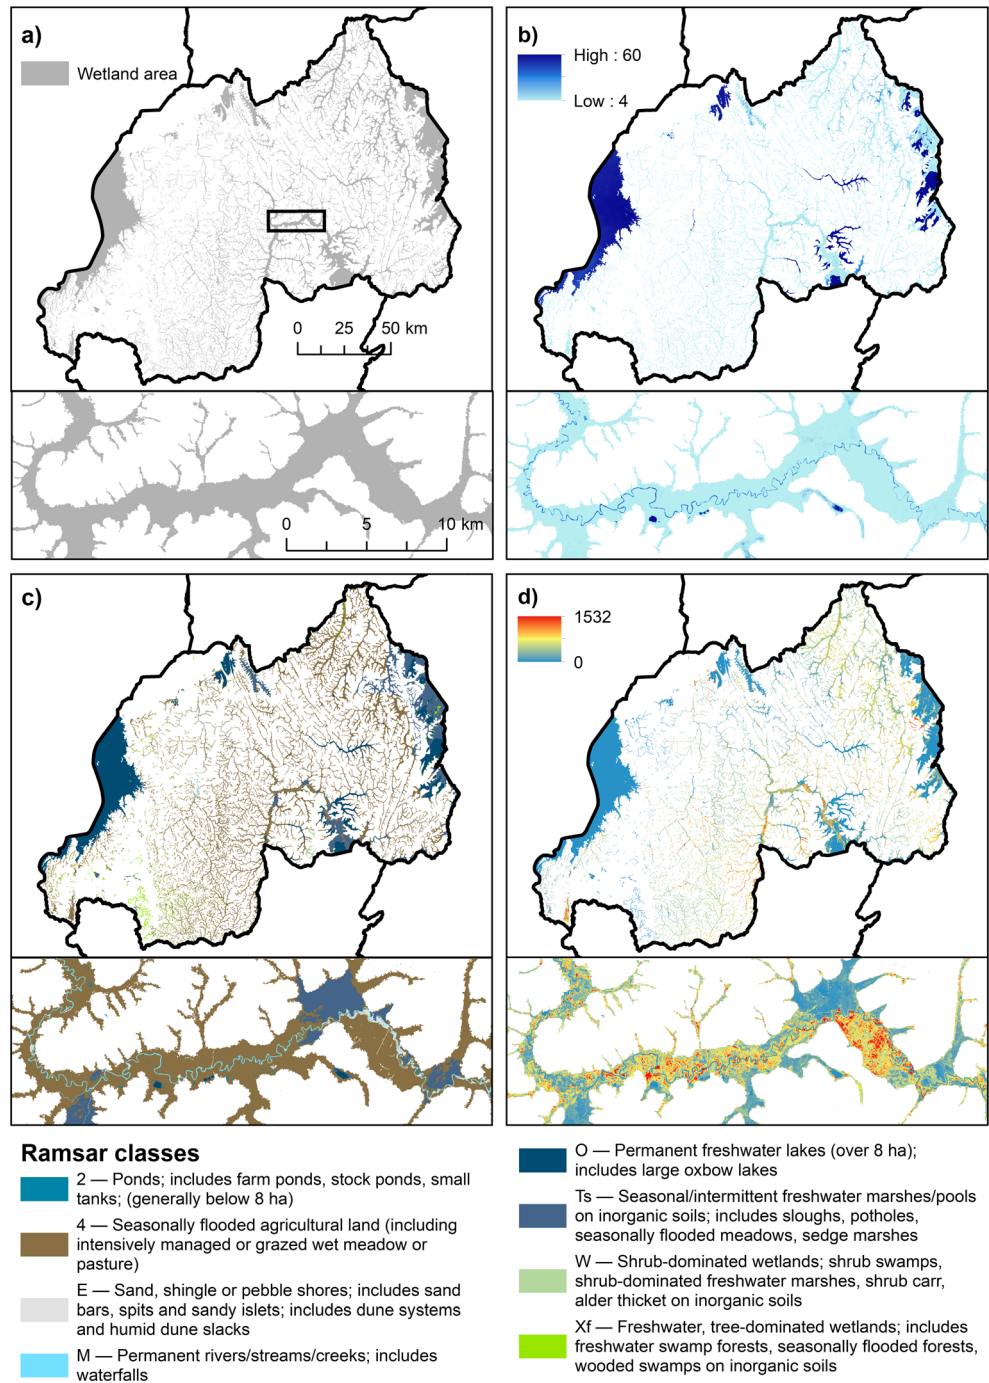 a)
Wetland area
0 25 50 km
0 5 10 km
b)
High : 60
Low : 4
c)
d)
1532
0
Ramsar classes
2 — Ponds; includes farm ponds, stock ponds, small
tanks; (generally below 8 ha)
4 — Seasonally flooded agricultural land (including
intensively managed or grazed wet meadow or
pasture)
E — Sand, shingle or pebble shores; includes sand
bars, spits and sandy islets; includes dune systems
and humid dune slacks
M — Permanent rivers/streams/creeks; includes
waterfalls
O — Permanent freshwater lakes (over 8 ha);
includes large oxbow lakes
Ts — Seasonal/intermittent freshwater marshes/pools
on inorganic soils; includes sloughs, potholes,
seasonally flooded meadows, sedge marshes
W — Shrub-dominated wetlands; shrub swamps,
shrub-dominated freshwater marshes, shrub carr,
alder thicket on inorganic soils
Xf — Freshwater, tree-dominated wetlands; includes
freshwater swamp forests, seasonally flooded forests,
wooded swamps on inorganic soils